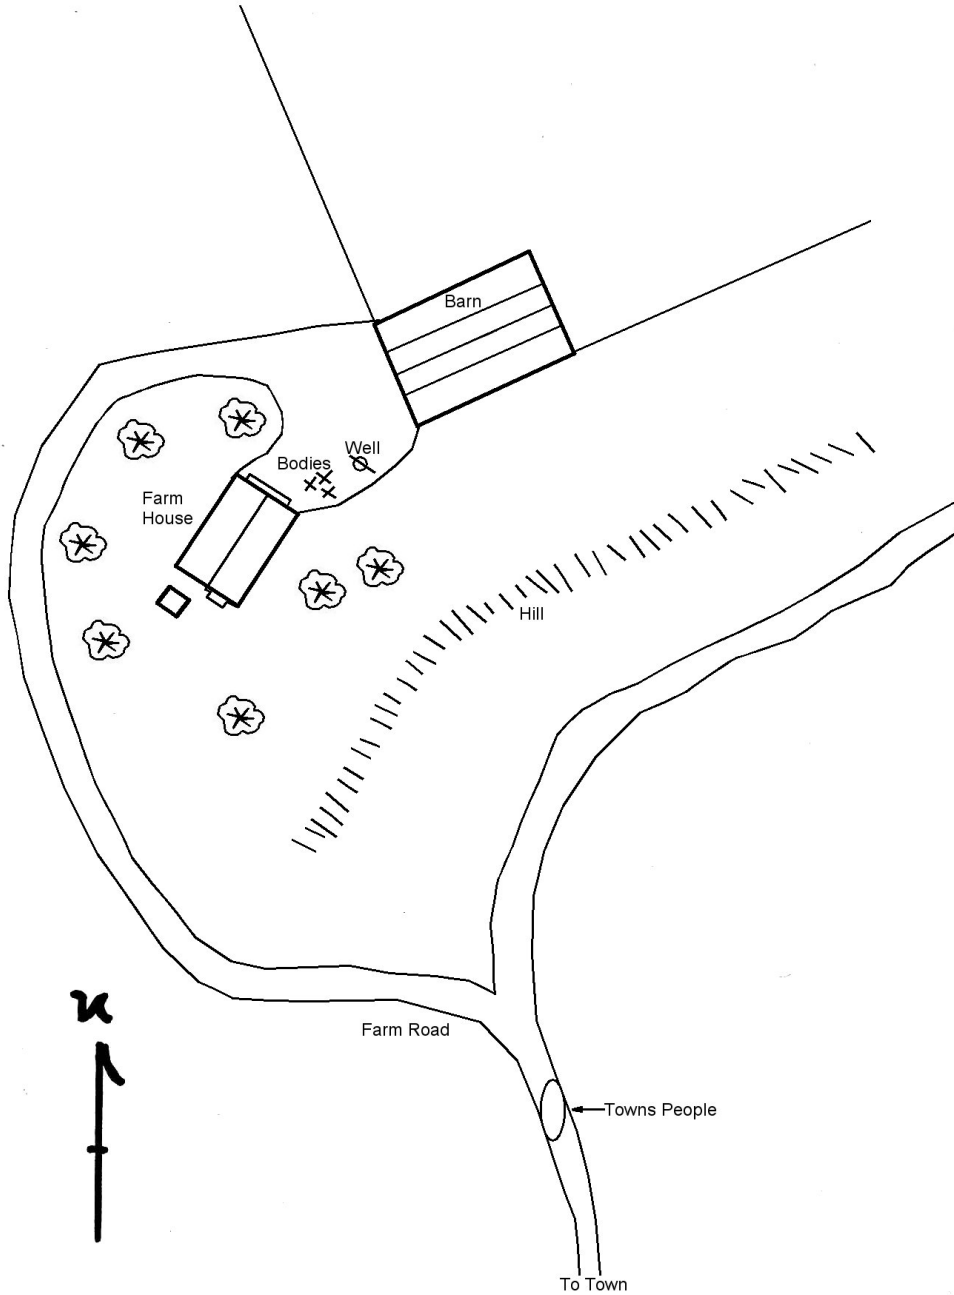 Barn
Well
Bodies
Farm
House
Hill
n
Farm Road
Towns People
To Town